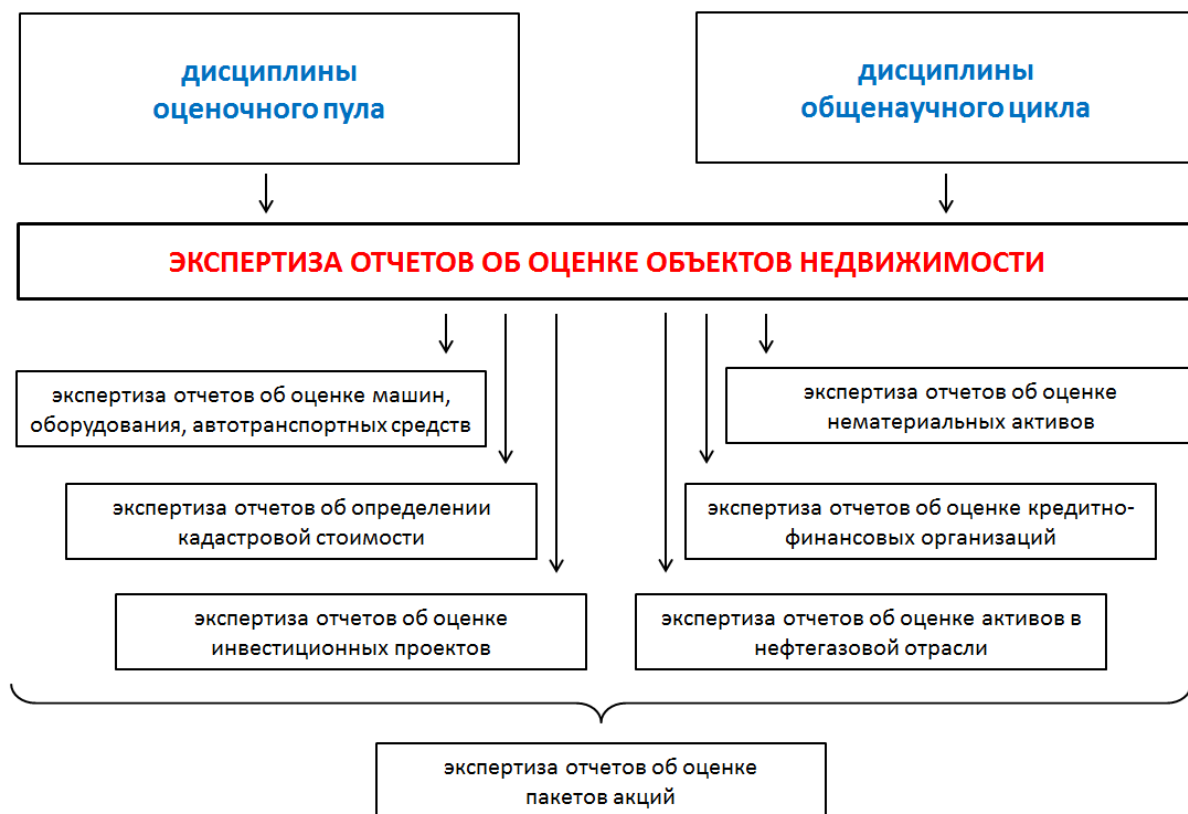 дисциплины
оценочного пула
дисциплины
общенаучного цикла
ЭКСПЕРТИЗА ОТЧЕТОВ ОБ ОЦЕНКЕ ОБЪЕКТОВ НЕДВИЖИМОСТИ
экспертиза отчетов об оценке машин,
оборудования, автотранспортных средств
экспертиза отчетов об оценке
нематериальных активов
экспертиза отчетов об определении
кадастровой стоимости
экспертиза отчетов об оценке кредитно-
финансовых организаций
экспертиза отчетов об оценке
инвестиционных проектов
экспертиза отчетов об оценке активов в
нефтегазовой отрасли
экспертиза отчетов об оценке
пакетов акций